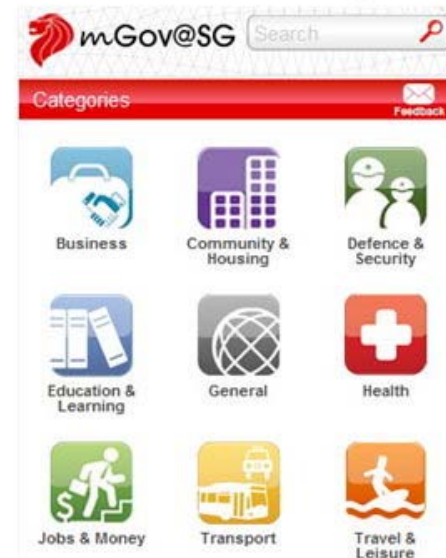 mGov@SG Search
Categories
Feedback
Business
Community &
Housing
Defence &
Security
Education &
Learning
General
Health
$
Jobs & Money
Transport
Travel &
Leisure